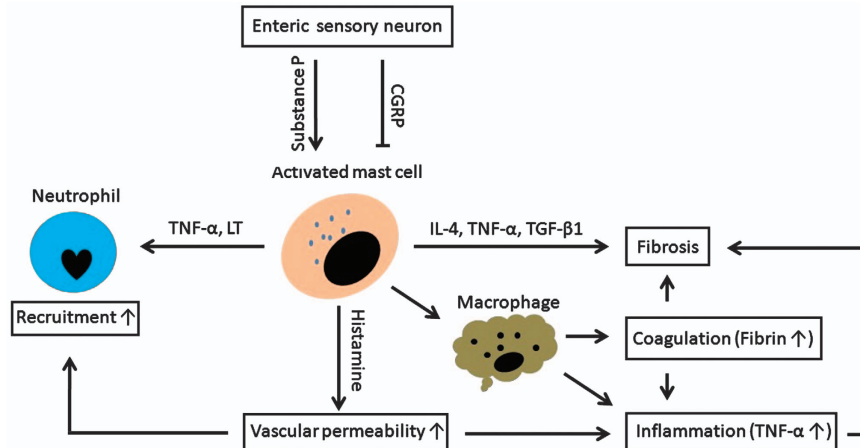 Enteric sensory neuron
Substance P
CGRP
Activated mast cell
Neutrophil
TNF-α, LT
IL-4, TNF-α, TGF-β1
Fibrosis
Recruitment ↑
Histamine
Macrophage
Coagulation (Fibrin ↑)
Vascular permeability ↑
Inflammation (TNF-α ↑)